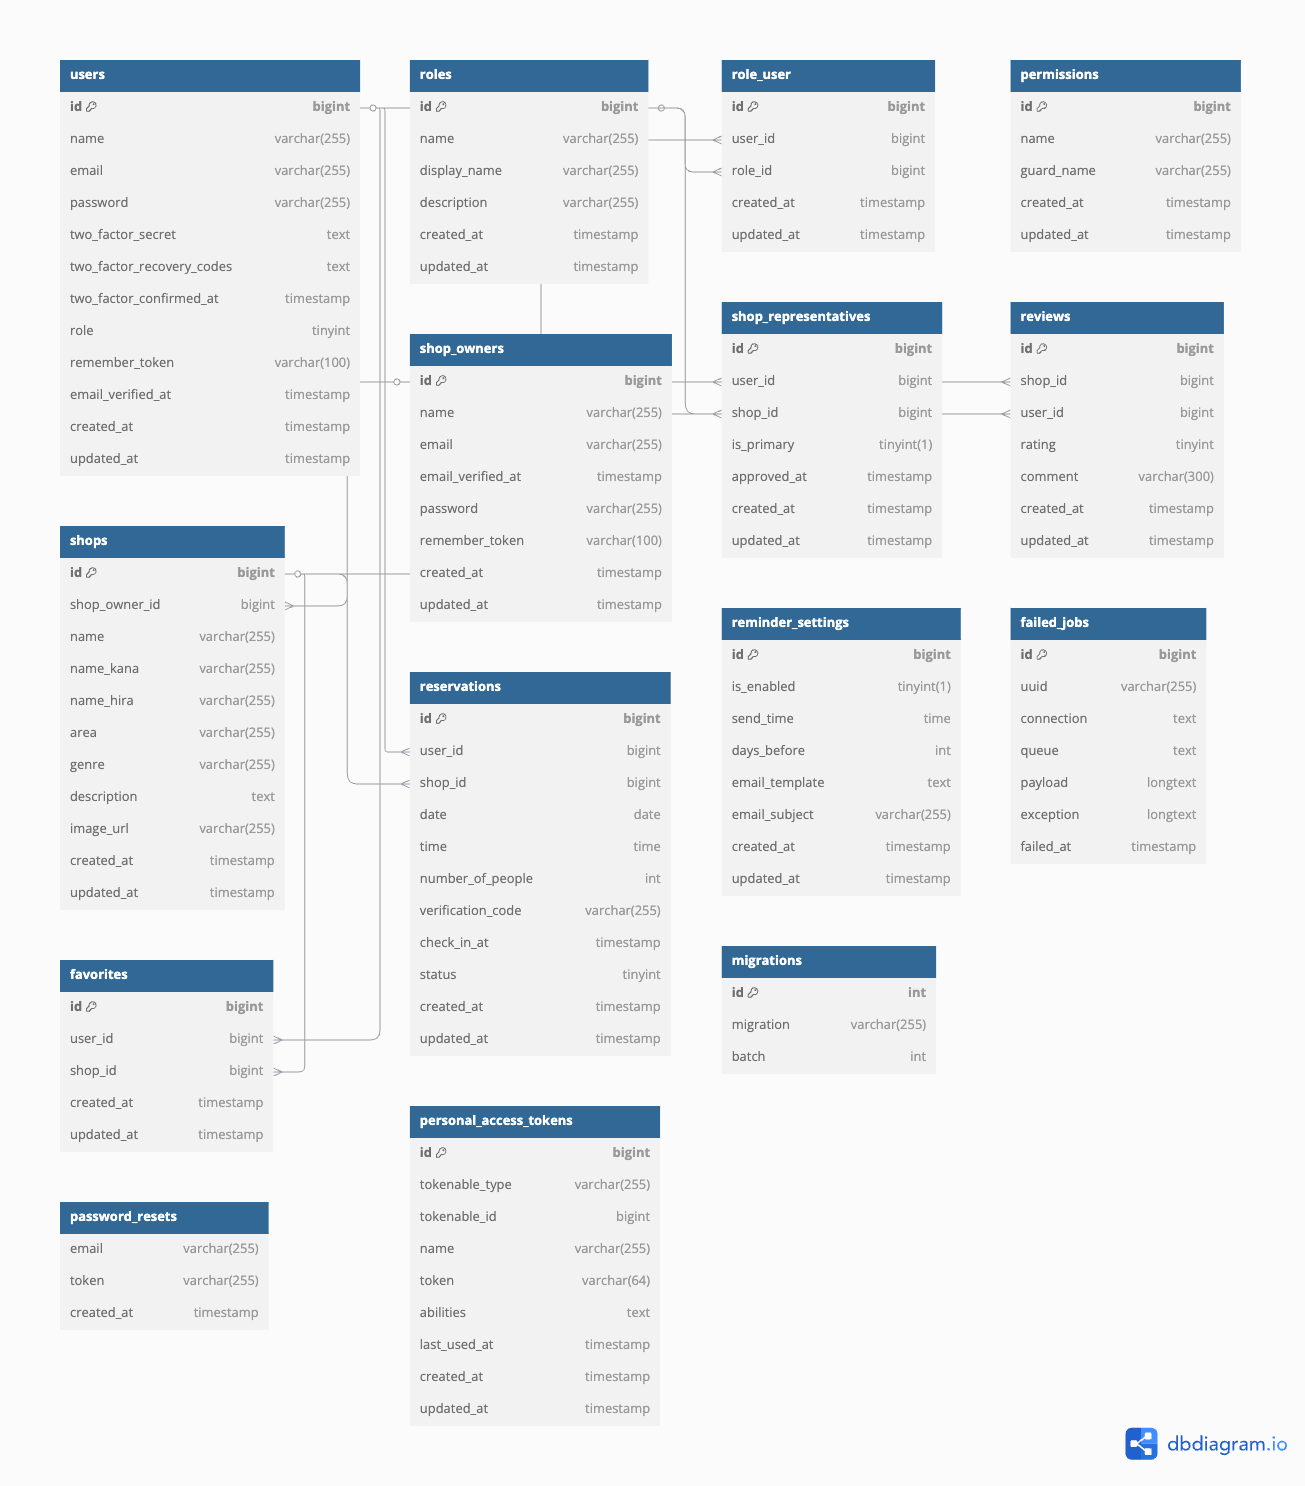 users
id bigint
name varchar(255)
email varchar(255)
password varchar(255)
two_factor_secret text
two_factor_recovery_codes text
two_factor_confirmed_at timestamp
role tinyint
remember_token varchar(100)
email_verified_at timestamp
created_at timestamp
updated_at timestamp
shops
id bigint
shop_owner_id bigint
name varchar(255)
name_kana varchar(255)
name_hira varchar(255)
area varchar(255)
genre varchar(255)
description text
image_url varchar(255)
created_at timestamp
updated_at timestamp
favorites
id bigint
user_id bigint
shop_id bigint
created_at timestamp
updated_at timestamp
password_resets
email varchar(255)
token varchar(255)
created_at timestamp
roles
id bigint
name varchar(255)
display_name varchar(255)
description varchar(255)
created_at timestamp
updated_at timestamp
shop_owners
id bigint
name varchar(255)
email varchar(255)
email_verified_at timestamp
password varchar(255)
remember_token varchar(100)
created_at timestamp
updated_at timestamp
reservations
id bigint
user_id bigint
shop_id bigint
date date
time time
number_of_people int
verification_code varchar(255)
check_in_at timestamp
status tinyint
created_at timestamp
updated_at timestamp
personal_access_tokens
id bigint
tokenable_type varchar(255)
tokenable_id bigint
name varchar(255)
token varchar(64)
abilities text
last_used_at timestamp
created_at timestamp
updated_at timestamp
role_user
id bigint
user_id bigint
role_id bigint
created_at timestamp
updated_at timestamp
shop_representatives
id bigint
user_id bigint
shop_id bigint
is_primary tinyint(1)
approved_at timestamp
created_at timestamp
updated_at timestamp
reminder_settings
id bigint
is_enabled tinyint(1)
send_time time
days_before int
email_template text
email_subject varchar(255)
created_at timestamp
updated_at timestamp
migrations
id int
migration varchar(255)
batch int
permissions
id bigint
name varchar(255)
guard_name varchar(255)
created_at timestamp
updated_at timestamp
reviews
id bigint
shop_id bigint
user_id bigint
rating tinyint
comment varchar(300)
created_at timestamp
updated_at timestamp
failed_jobs
id bigint
uuid varchar(255)
connection text
queue text
payload longtext
exception longtext
failed_at timestamp
dbdiagram.io